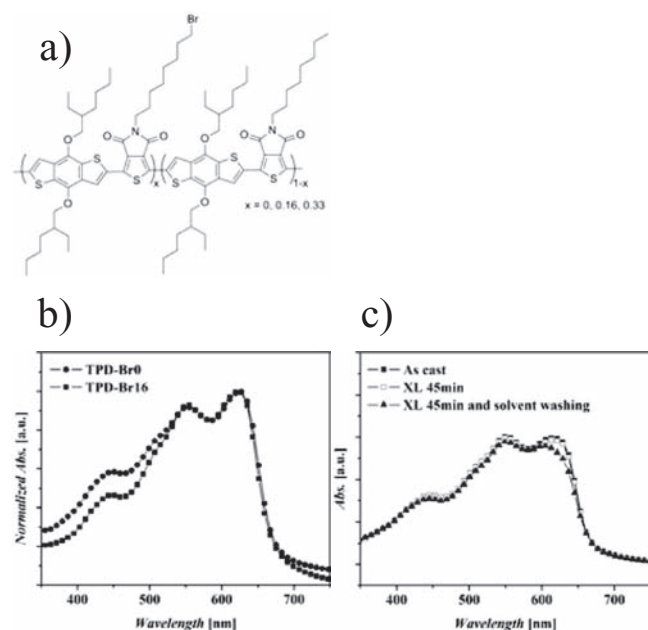 a)
Br
O N O
O
S
S
S
x
O
O N O
O
S
S
S
1-x
O
x = 0, 0.16, 0.33
b)
TPD-Br0
TPD-Br16
Normalized Abs. [a.u.]
400 500 600 700
Wavelength [nm]
c)
As cast
XL 45min
XL 45min and solvent washing
Abs. [a.u.]
400 500 600 700
Wavelength [nm]